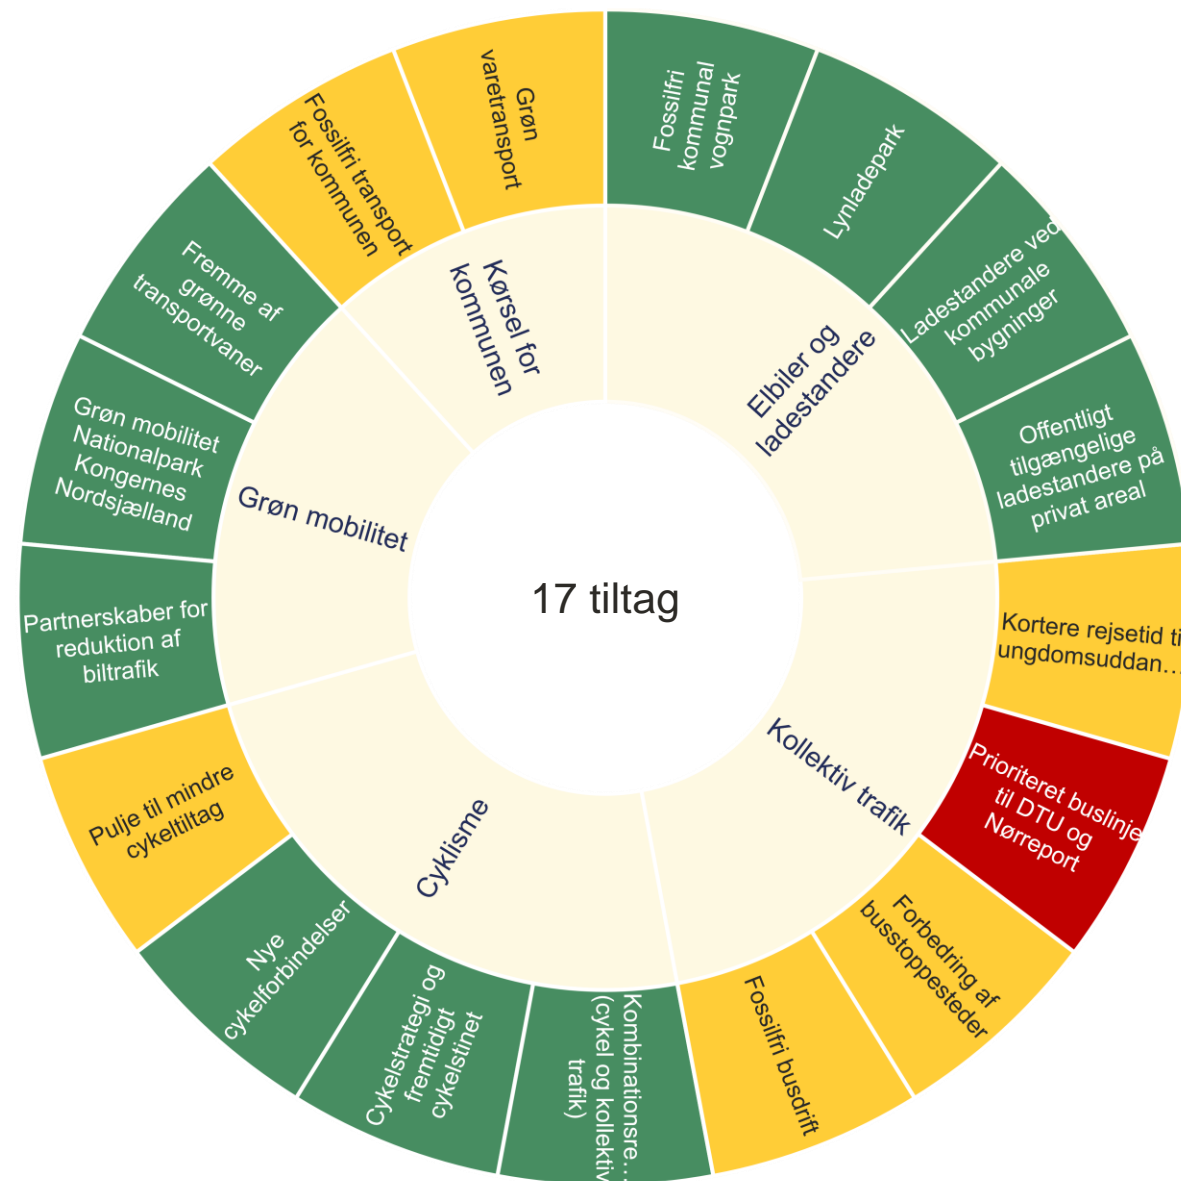 17 tiltag
Elbiler og
ladestandere
Fossilfri
kommunal
vognpark
Lynladepark
Ladestandere ved
kommunale
bygninger
Offentligt
tilgængelige
ladestandere på
privat areal
Kollektiv trafik
Kortere rejsetid ti
ungdomsuddan...
Prioriteret buslinje
til DTU og
Nørreport
Forbedring af
busstoppesteder
Fossilfri busdrift
Cyklisme
Kombinationsre...
(cykel og kollektiv
trafik)
Cykelstrategi og
fremtidigt
cykelstinet
Nye
cykelforbindelser
Pulje til mindre
cykeltiltag
Grøn mobilitet
Partnerskaber for
reduktion af
biltrafik
Grøn mobilitet
Nationalpark
Kongernes
Nordsjælland
Fremme af
grønne
transportvaner
Kørsel for
kommunen
Fossilfri transport
for kommunen
Grøn
varetransport